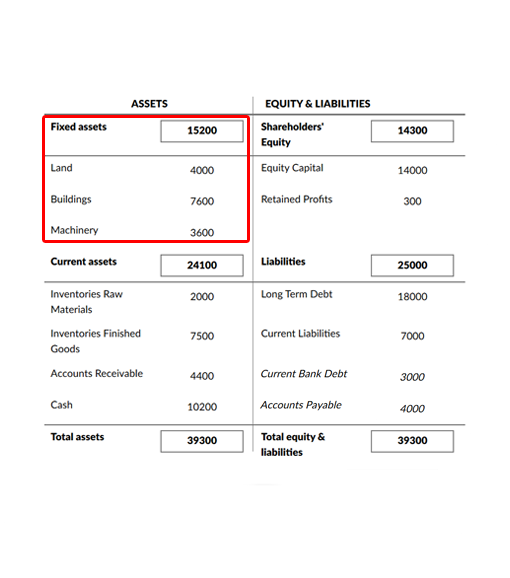 ASSETS EQUITY & LIABILITIES
Fixed assets 15200 Shareholders' 14300
Equity
Land 4000 Equity Capital 14000
Buildings 7600 Retained Profits 300
Machinery 3600
Current assets 24100 Liabilities 25000
Inventories Raw 2000 Long Term Debt 18000
Materials
Inventories Finished 7500 Current Liabilities 7000
Goods
Accounts Receivable 4400 Current Bank Debt 3000
Cash 10200 Accounts Payable 4000
Total assets 39300 Total equity & 39300
liabilities